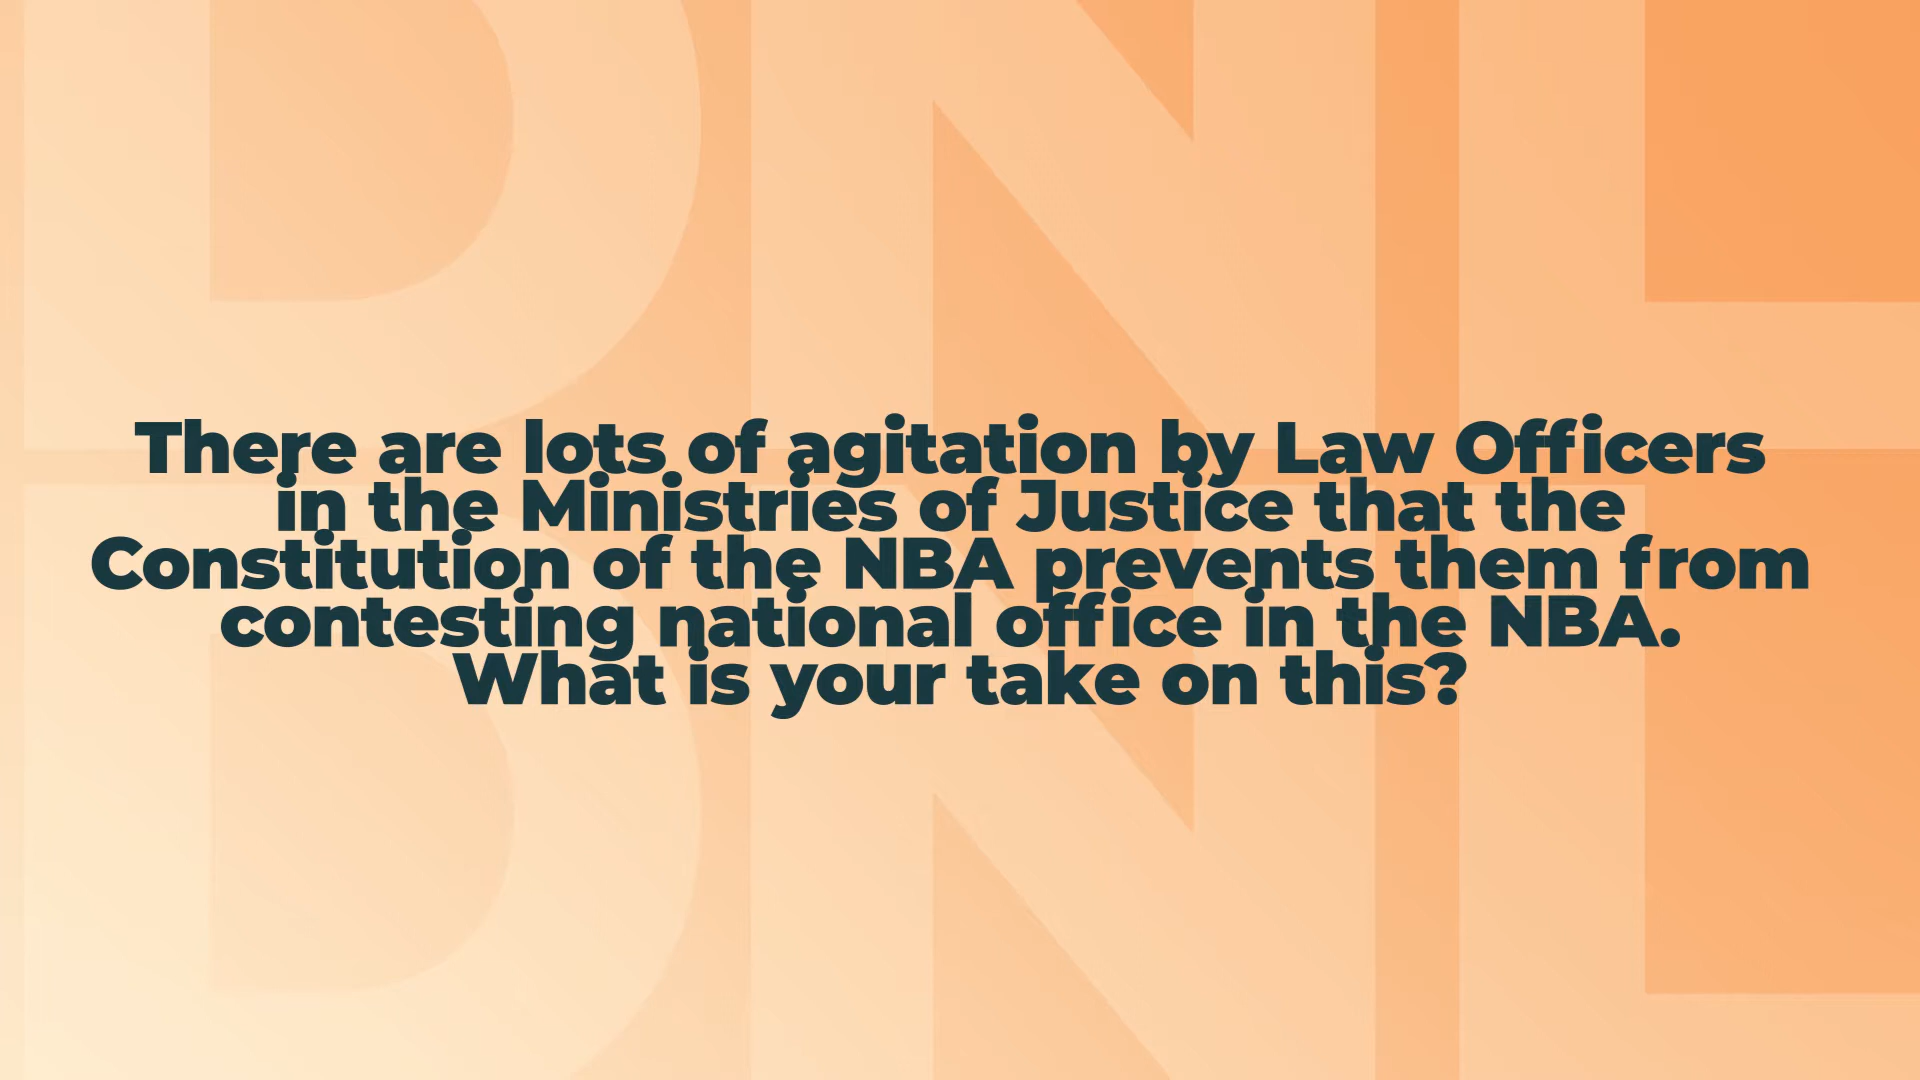 There are lots of agitation by Law Officers
in the Ministries of Justice that the
Constitution of the NBA prevents them from
contesting national office in the NBA.
What is your take on this?